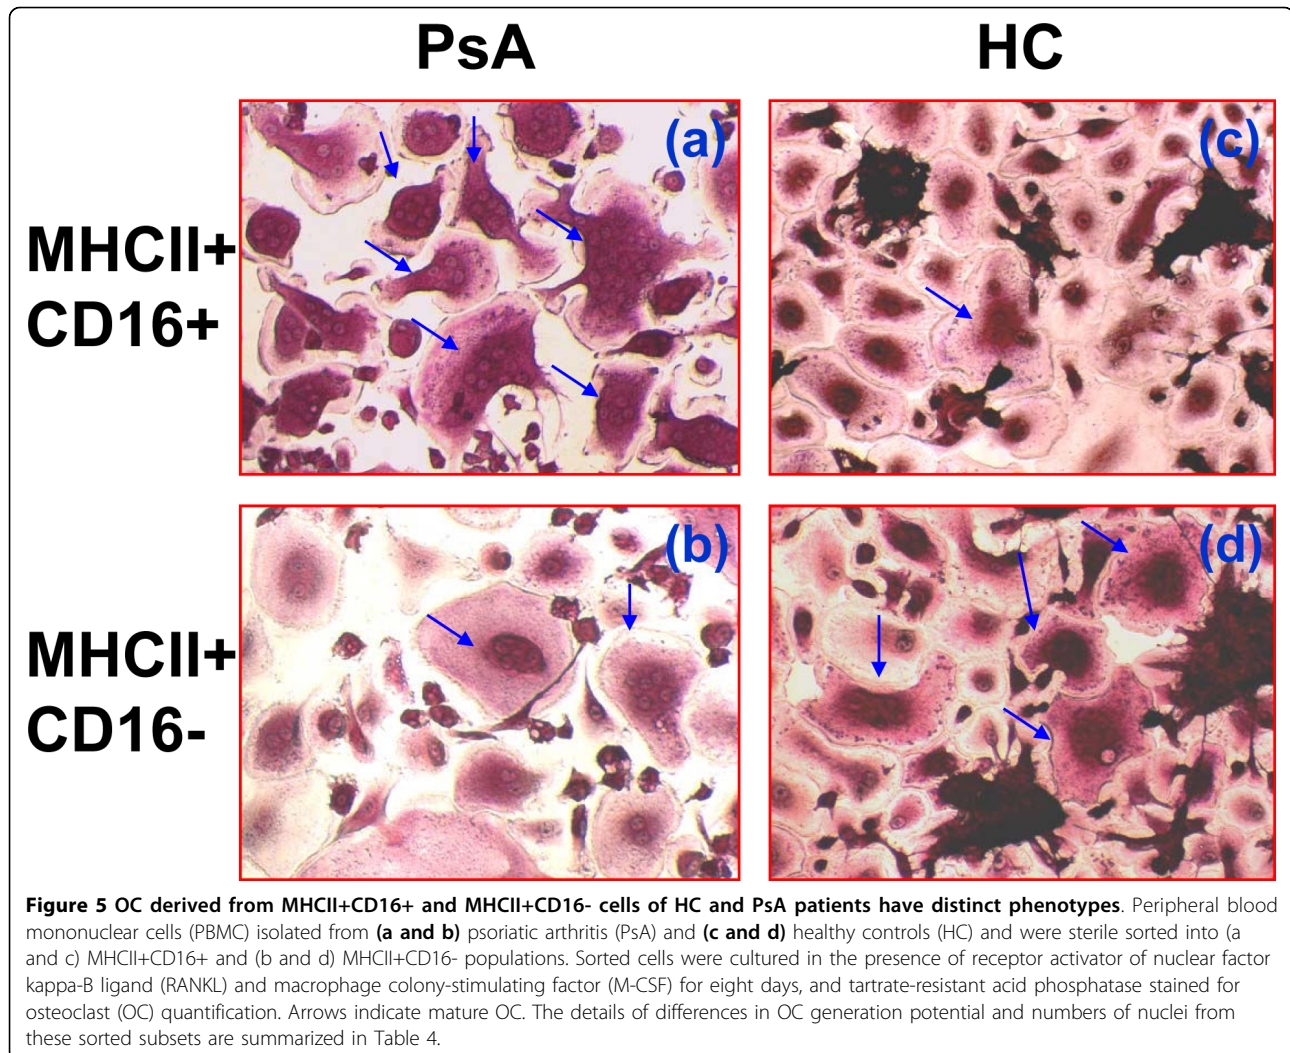 PsA
HC
(a)
(c)
MHCII+
CD16+
(b)
(d)
MHCII+
CD16-
Figure 5 OC derived from MHCII+CD16+ and MHCII+CD16- cells of HC and PsA patients have distinct phenotypes. Peripheral blood
mononuclear cells (PBMC) isolated from (a and b) psoriatic arthritis (PsA) and (c and d) healthy controls (HC) and were sterile sorted into (a
and c) MHCII+CD16+ and (b and d) MHCII+CD16- populations. Sorted cells were cultured in the presence of receptor activator of nuclear factor
kappa-B ligand (RANKL) and macrophage colony-stimulating factor (M-CSF) for eight days, and tartrate-resistant acid phosphatase stained for
osteoclast (OC) quantification. Arrows indicate mature OC. The details of differences in OC generation potential and numbers of nuclei from
these sorted subsets are summarized in Table 4.